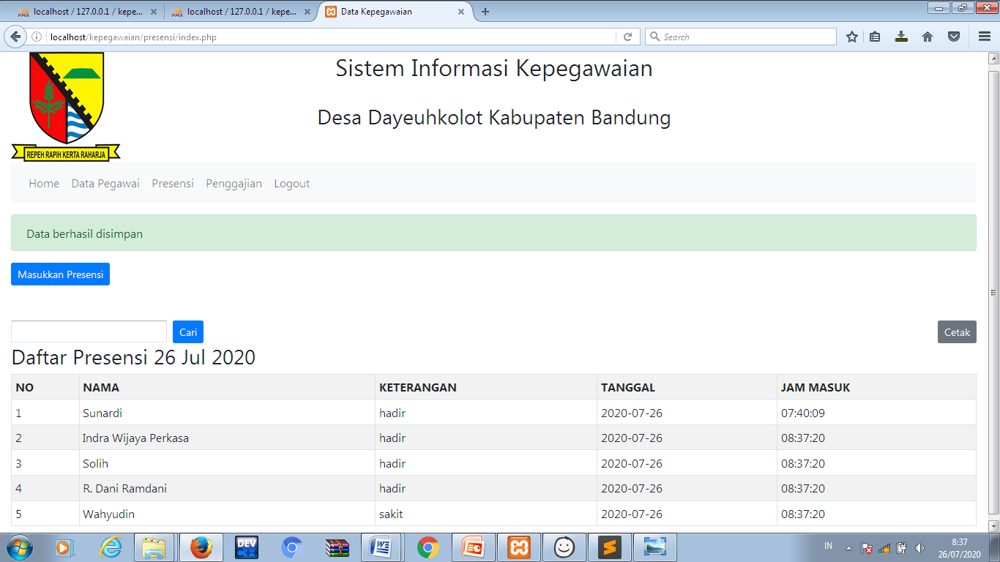 localhost / 127.0.0.1 / kepe...
localhost / 127.0.0.1 / kepe...
Data Kepegawaian
localhost/kepegawaian/presensi/index.php
Search
Sistem Informasi Kepegawaian
Desa Dayeuhkolot Kabupaten Bandung
REPEH RAPIH KERTA RAHARJA
Home Data Pegawai Presensi Penggajian Logout
Data berhasil disimpan
Masukkan Presensi
Cari Cetak
Daftar Presensi 26 Jul 2020
NO NAMA KETERANGAN TANGGAL JAM MASUK
1 Sunardi hadir 2020-07-26 07:40:09
2 Indra Wijaya Perkasa hadir 2020-07-26 08:37:20
3 Solih hadir 2020-07-26 08:37:20
4 R. Dani Ramdani hadir 2020-07-26 08:37:20
5 Wahyudin sakit 2020-07-26 08:37:20
DEV C++
IN 8:37
26/07/2020